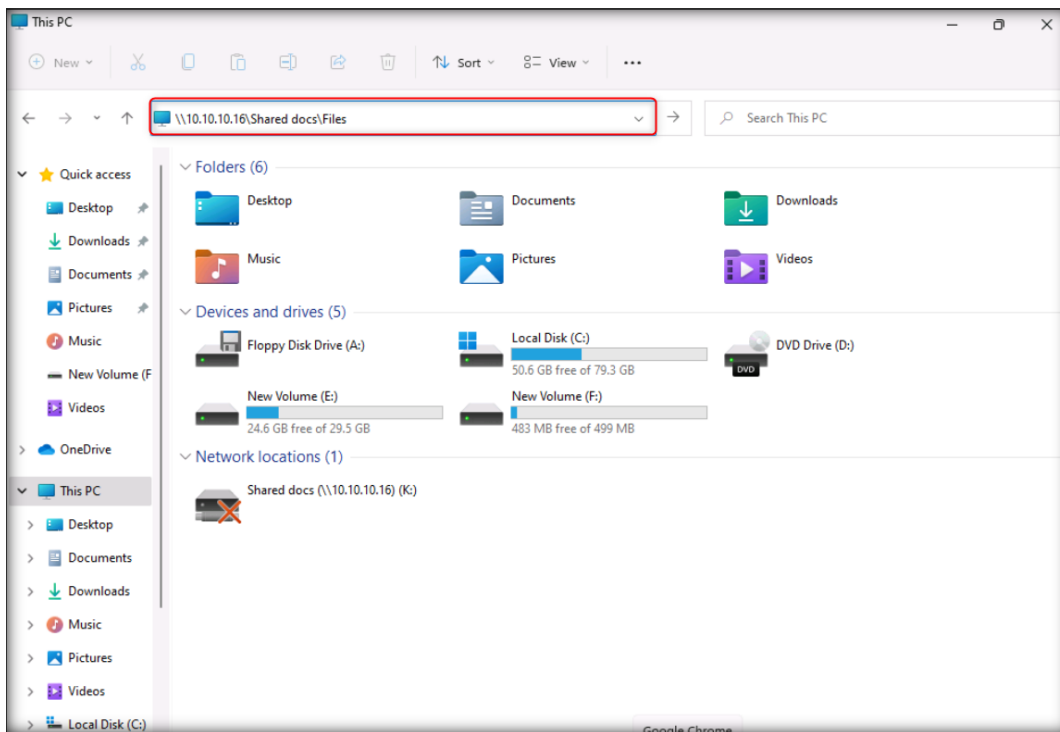 This PC
New
Sort
View
\\10.10.10.16\Shared docs\Files
Search This PC
Quick access
Desktop
Downloads
Documents
Pictures
Music
New Volume (F
Videos
OneDrive
This PC
Desktop
Documents
Downloads
Music
Pictures
Videos
Local Disk (C:)
Folders (6)
Desktop
Documents
Downloads
Music
Pictures
Videos
Devices and drives (5)
Floppy Disk Drive (A:)
Local Disk (C:)
50.6 GB free of 79.3 GB
DVD Drive (D:)
DVD
New Volume (E:)
24.6 GB free of 29.5 GB
New Volume (F:)
483 MB free of 499 MB
Network locations (1)
Shared docs (\\10.10.10.16) (K:)
Google Chrome